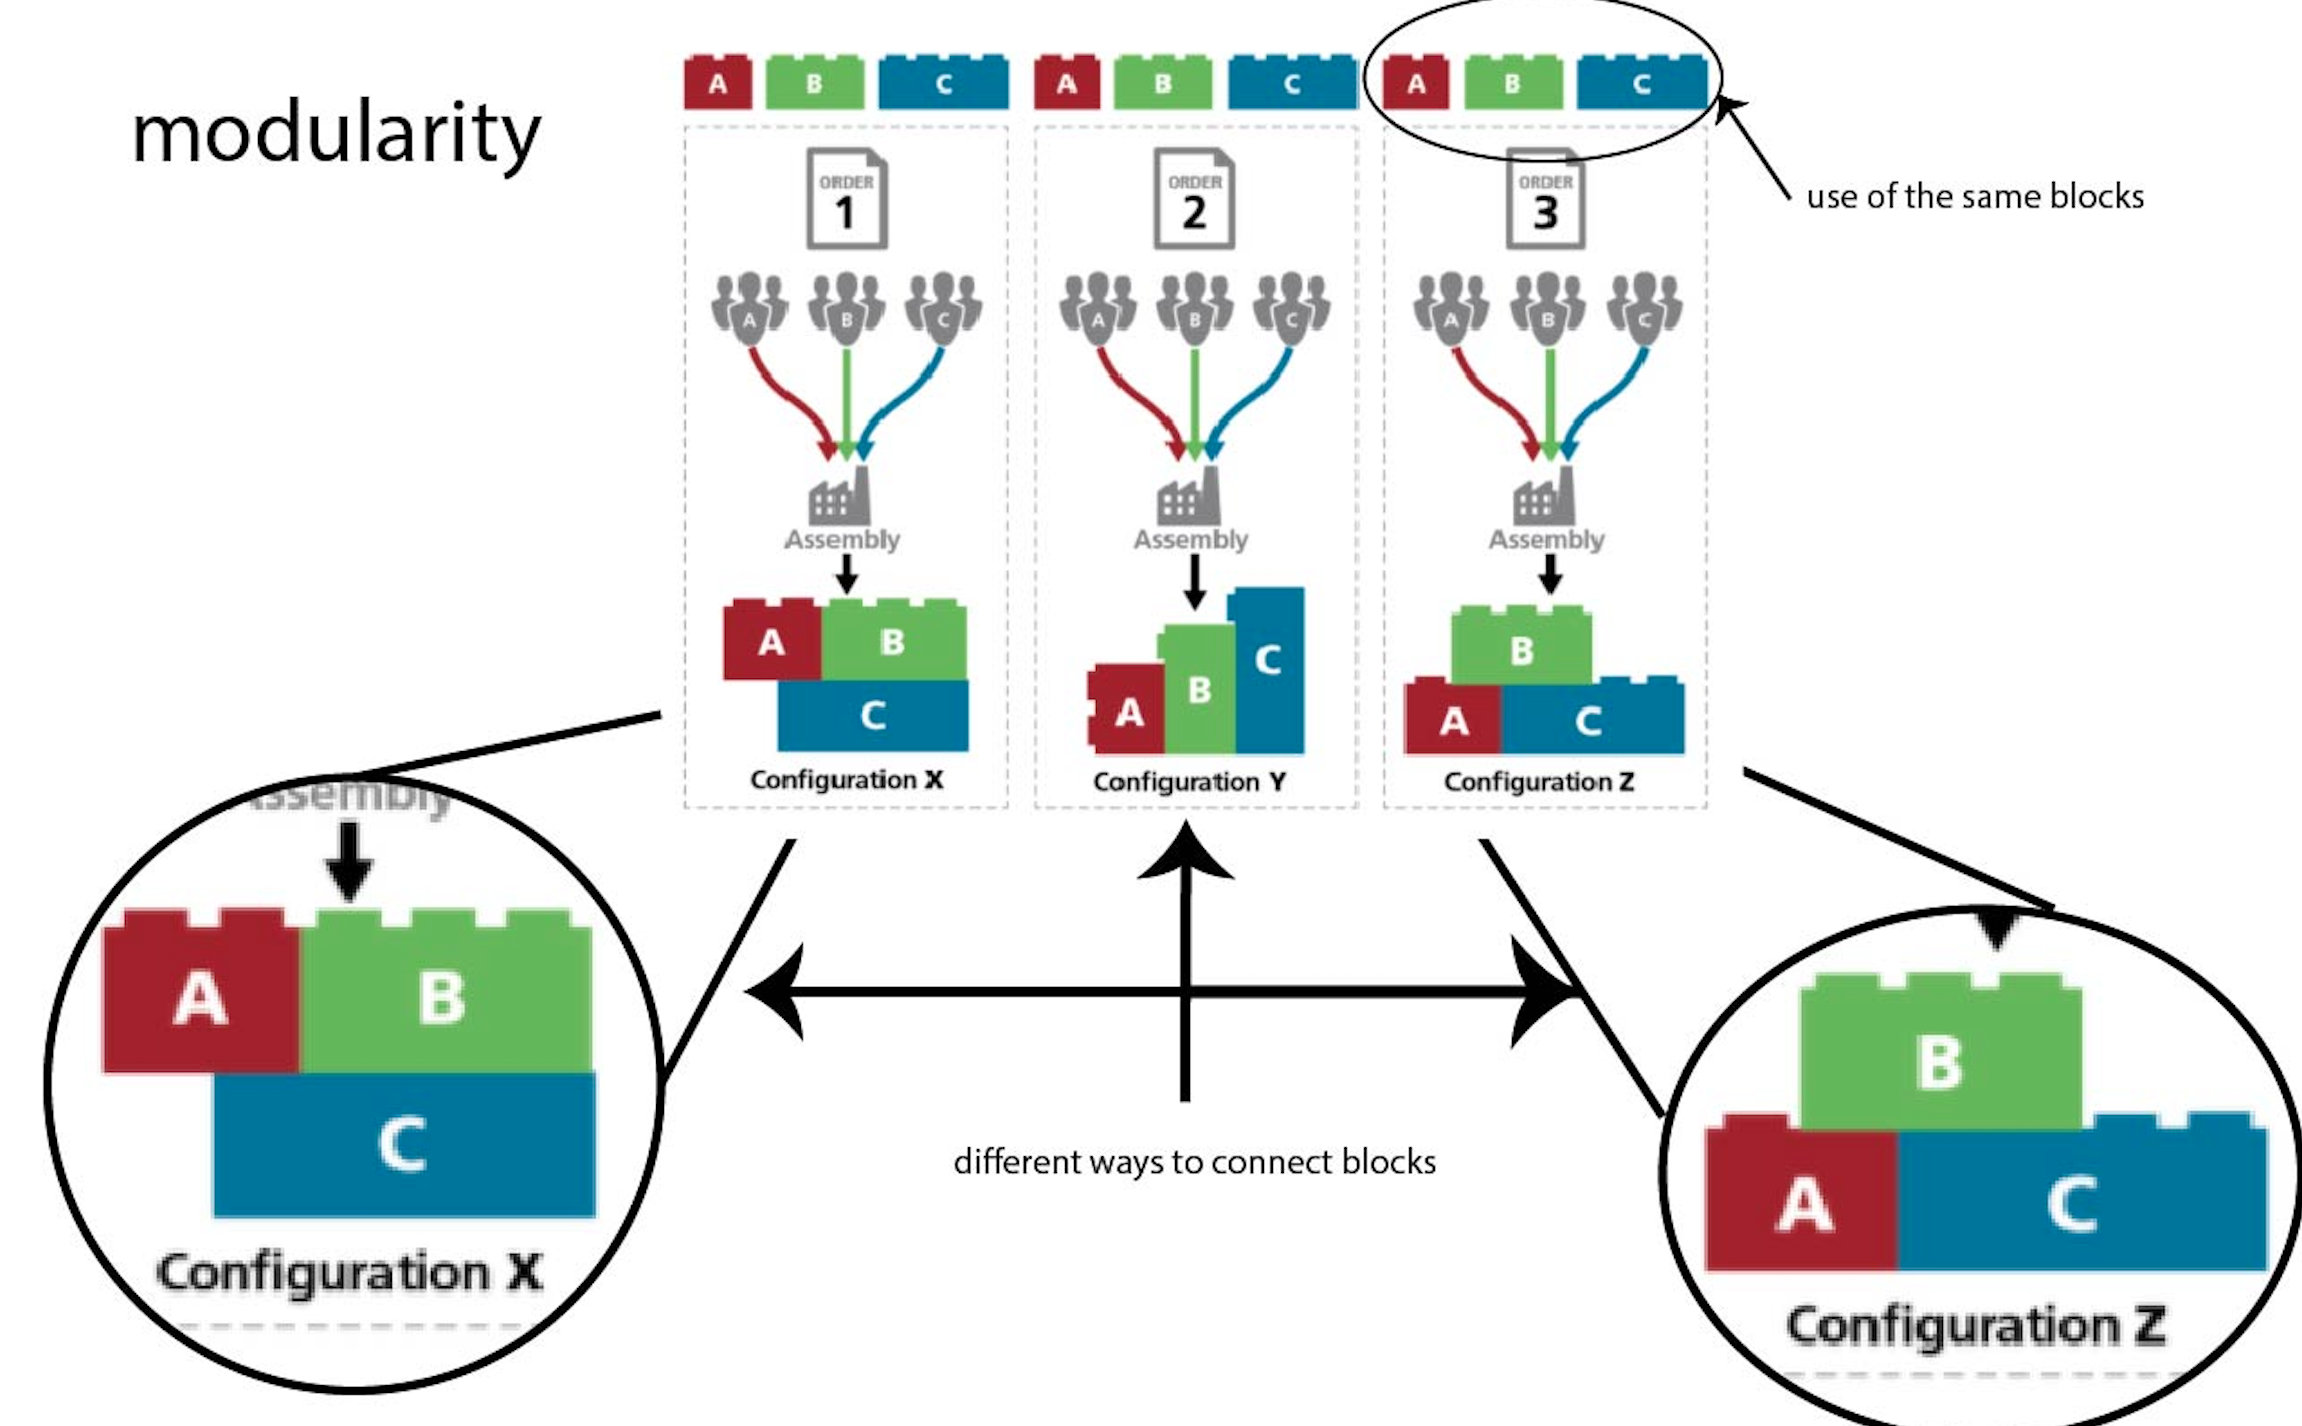 modularity
A B C
A B C
A B C
use of the same blocks
ORDER
1
ORDER
2
ORDER
3
A B C
A B C
A B C
Assembly
Assembly
Assembly
A B
C
Configuration X
A B C
Configuration Y
B
A C
Configuration Z
Assembly
A B
C
Configuration X
different ways to connect blocks
B
A C
Configuration Z